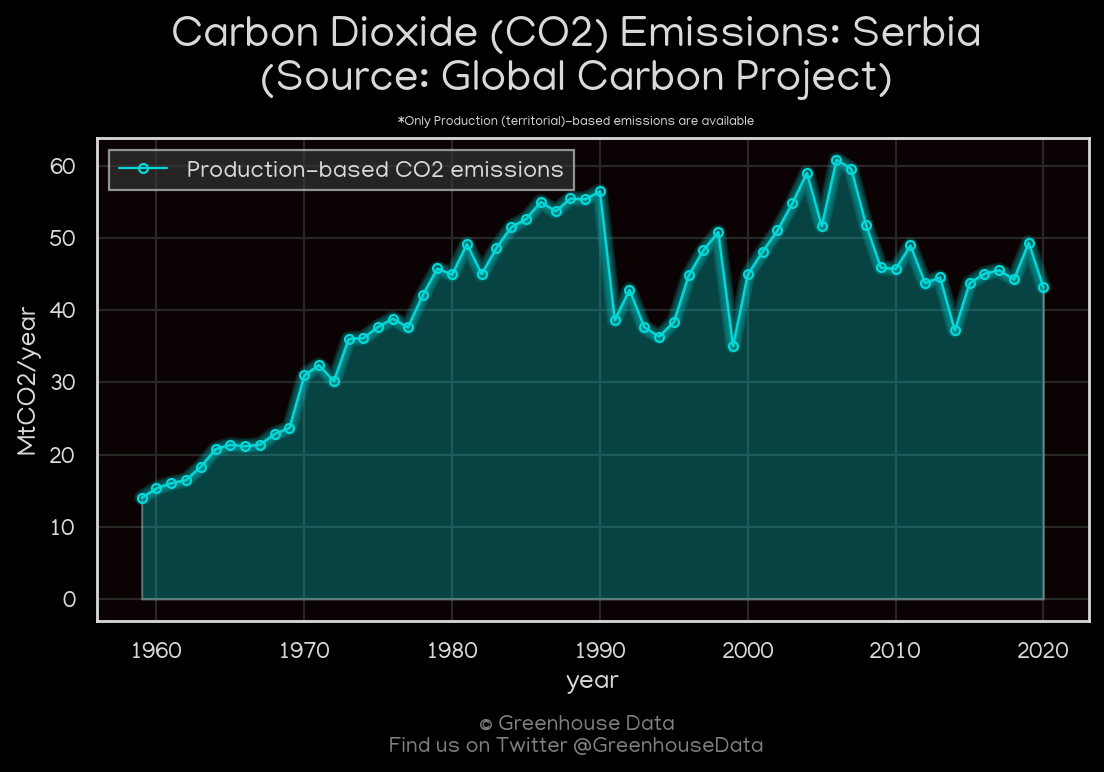 Carbon Dioxide (CO2) Emissions: Serbia
(Source: Global Carbon Project)
*Only Production (territorial)-based emissions are available
Production-based CO2 emissions
60
50
40
30
20
10
0
MtCO2/year
1960 1970 1980 1990 2000 2010 2020
year
© Greenhouse Data
Find us on Twitter @GreenhouseData